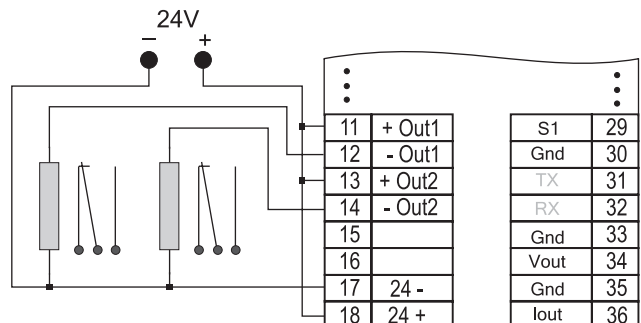 24V
– +
11 + Out1
12 - Out1
13 + Out2
14 - Out2
15
16
17 24 -
18 24 +
S1 29
Gnd 30
TX 31
RX 32
Gnd 33
Vout 34
Gnd 35
Iout 36